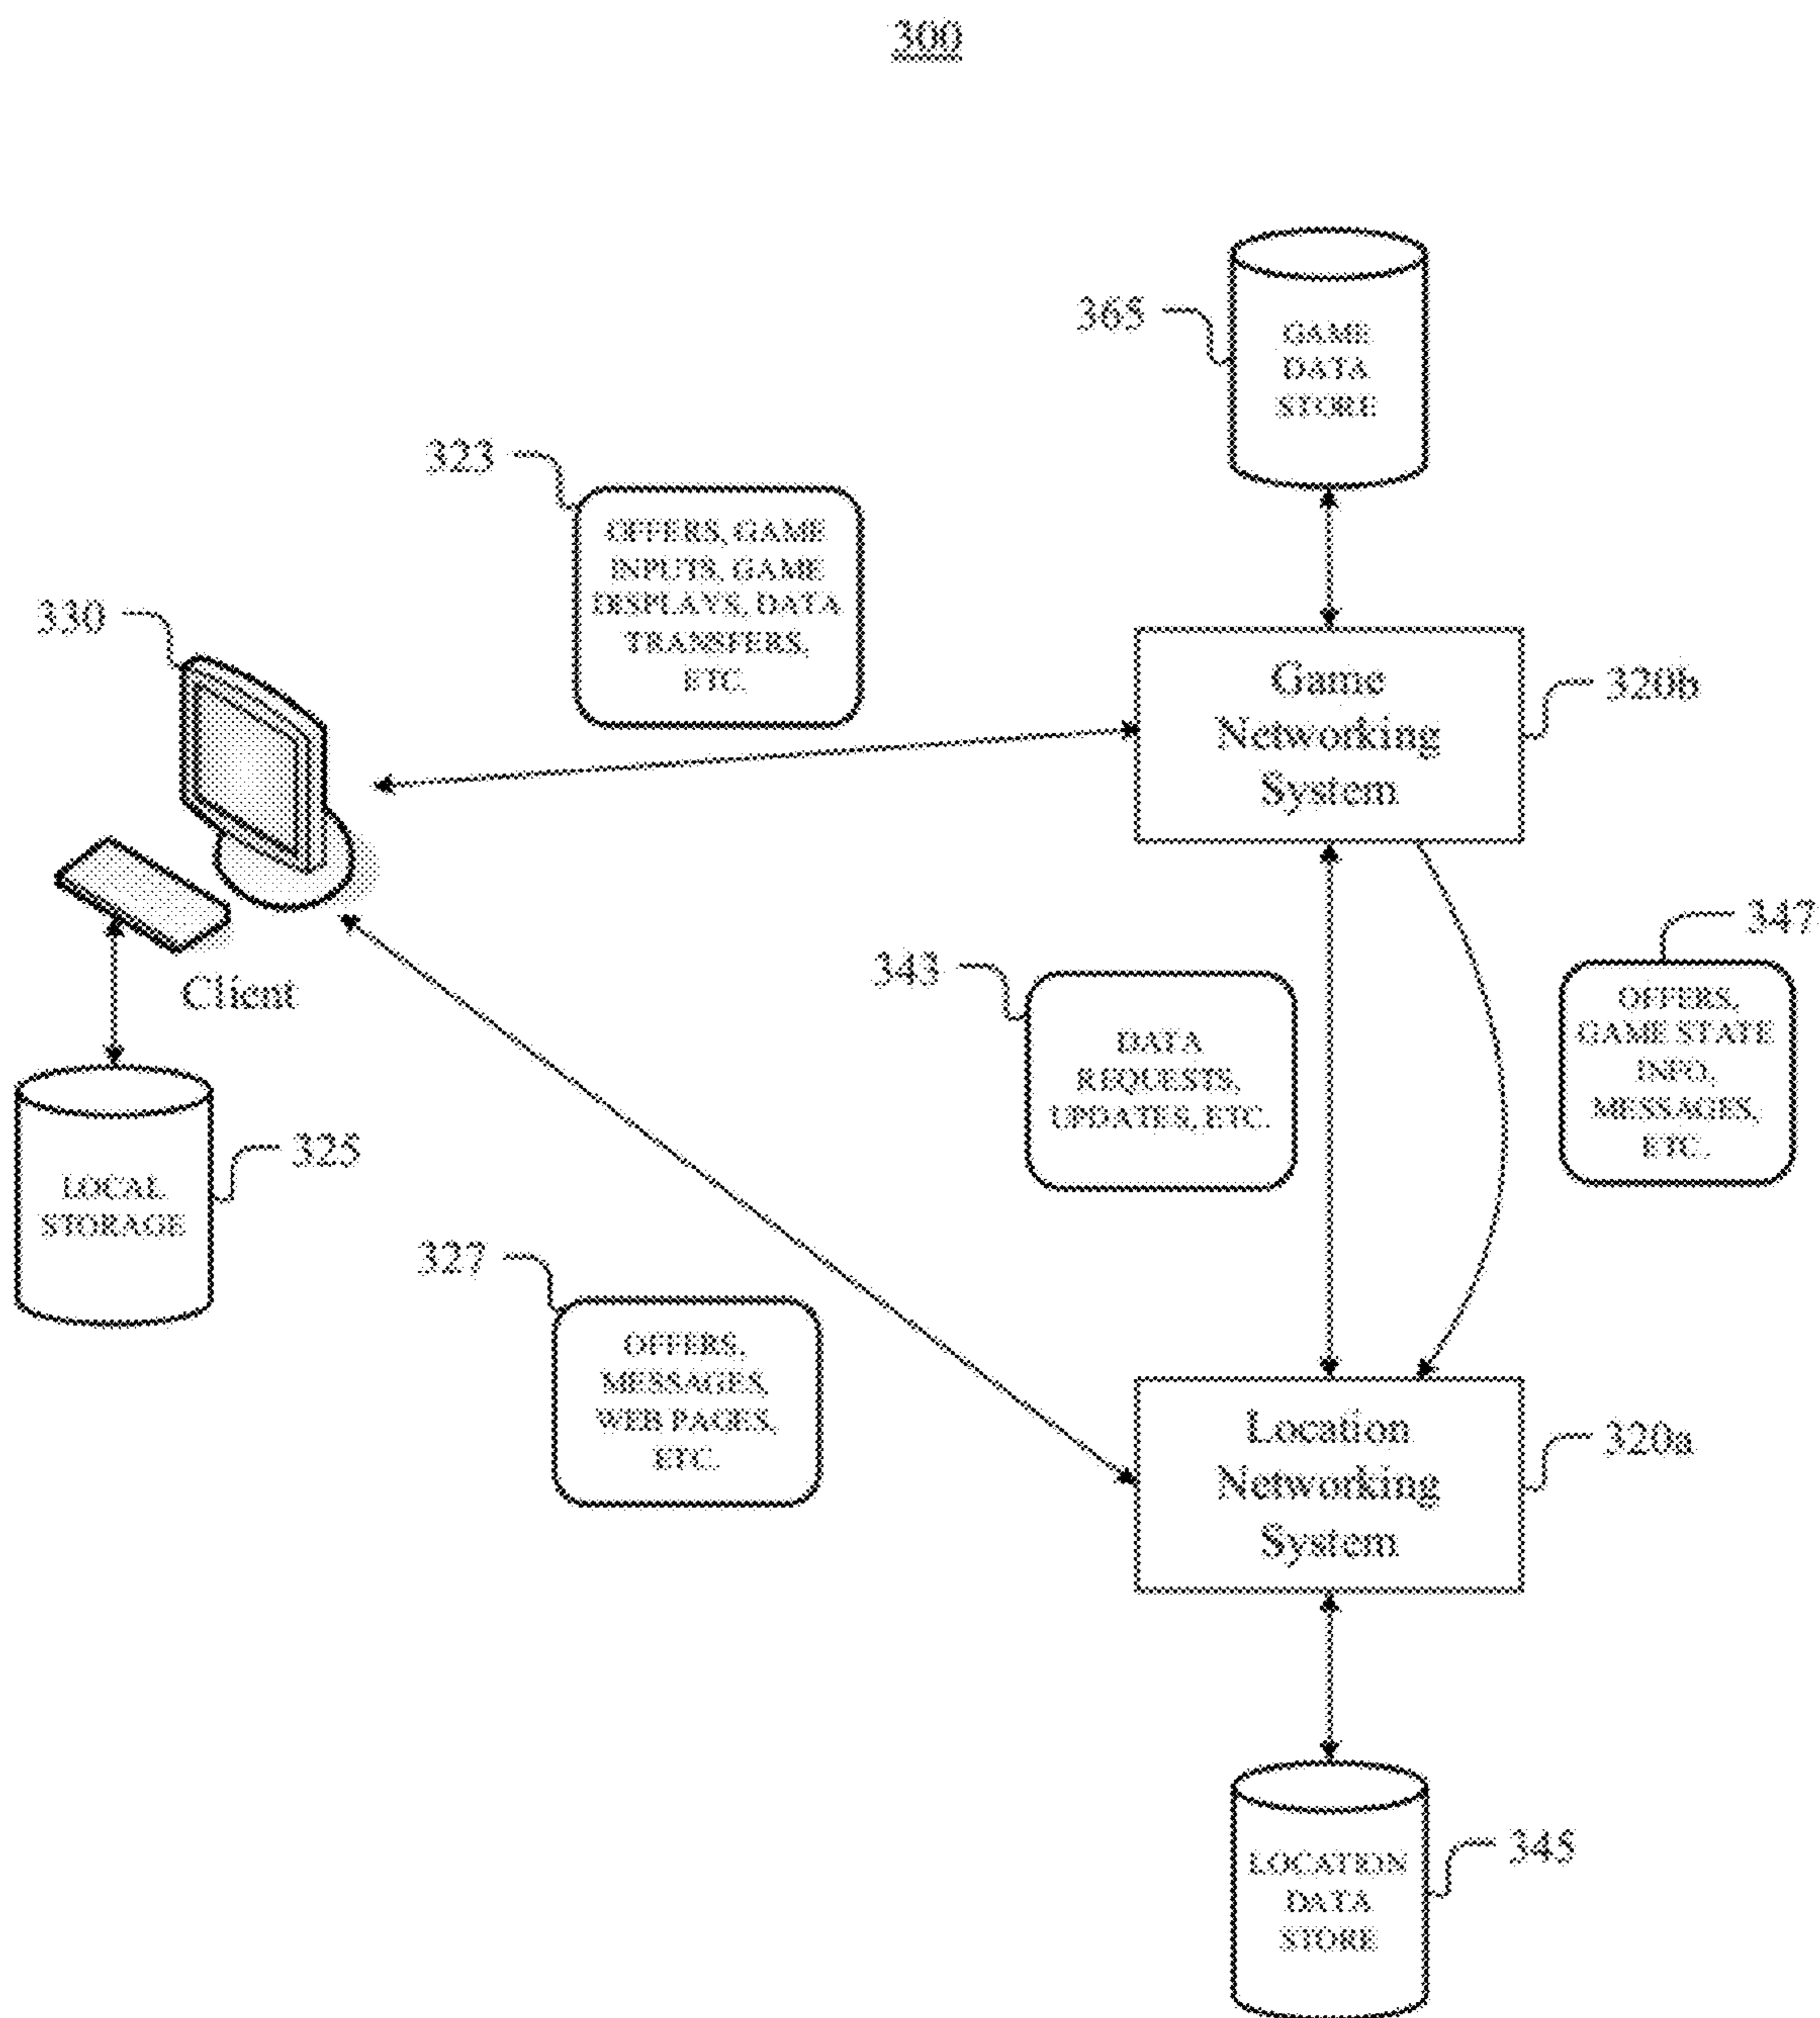 300
365
GAME
DATA
STORE
323
OFFERS, GAME
INPUTS, GAME
DISPLAYS, DATA
TRANSFERS,
ETC.
330
Game
Networking
System
320b
Client
343
DATA
REQUESTS,
UPDATES, ETC.
347
OFFERS,
GAME STATE
INFO,
MESSAGES,
ETC.
LOCAL
STORAGE
325
327
OFFERS,
MESSAGES,
WEB PAGES,
ETC.
Location
Networking
System
320a
LOCATION
DATA
STORE
345